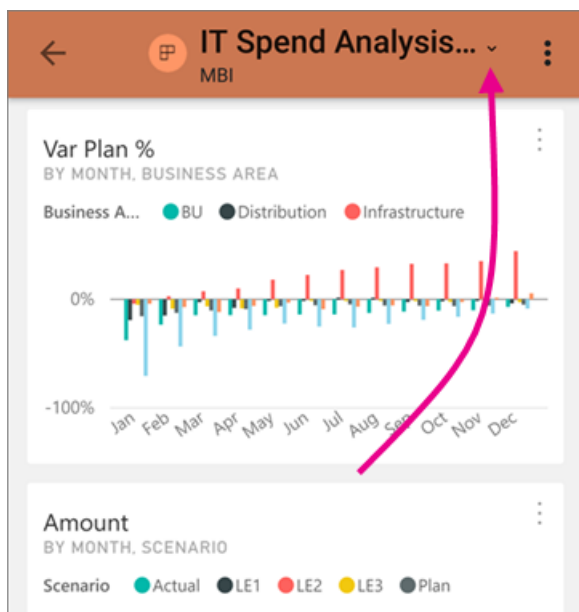 IT Spend Analysis...
MBI
Var Plan %
BY MONTH, BUSINESS AREA
Business A... BU Distribution Infrastructure
0%
-100%
Jan Feb Mar Apr May Jun Jul Aug Sep Oct Nov Dec
Amount
BY MONTH, SCENARIO
Scenario Actual LE1 LE2 LE3 Plan